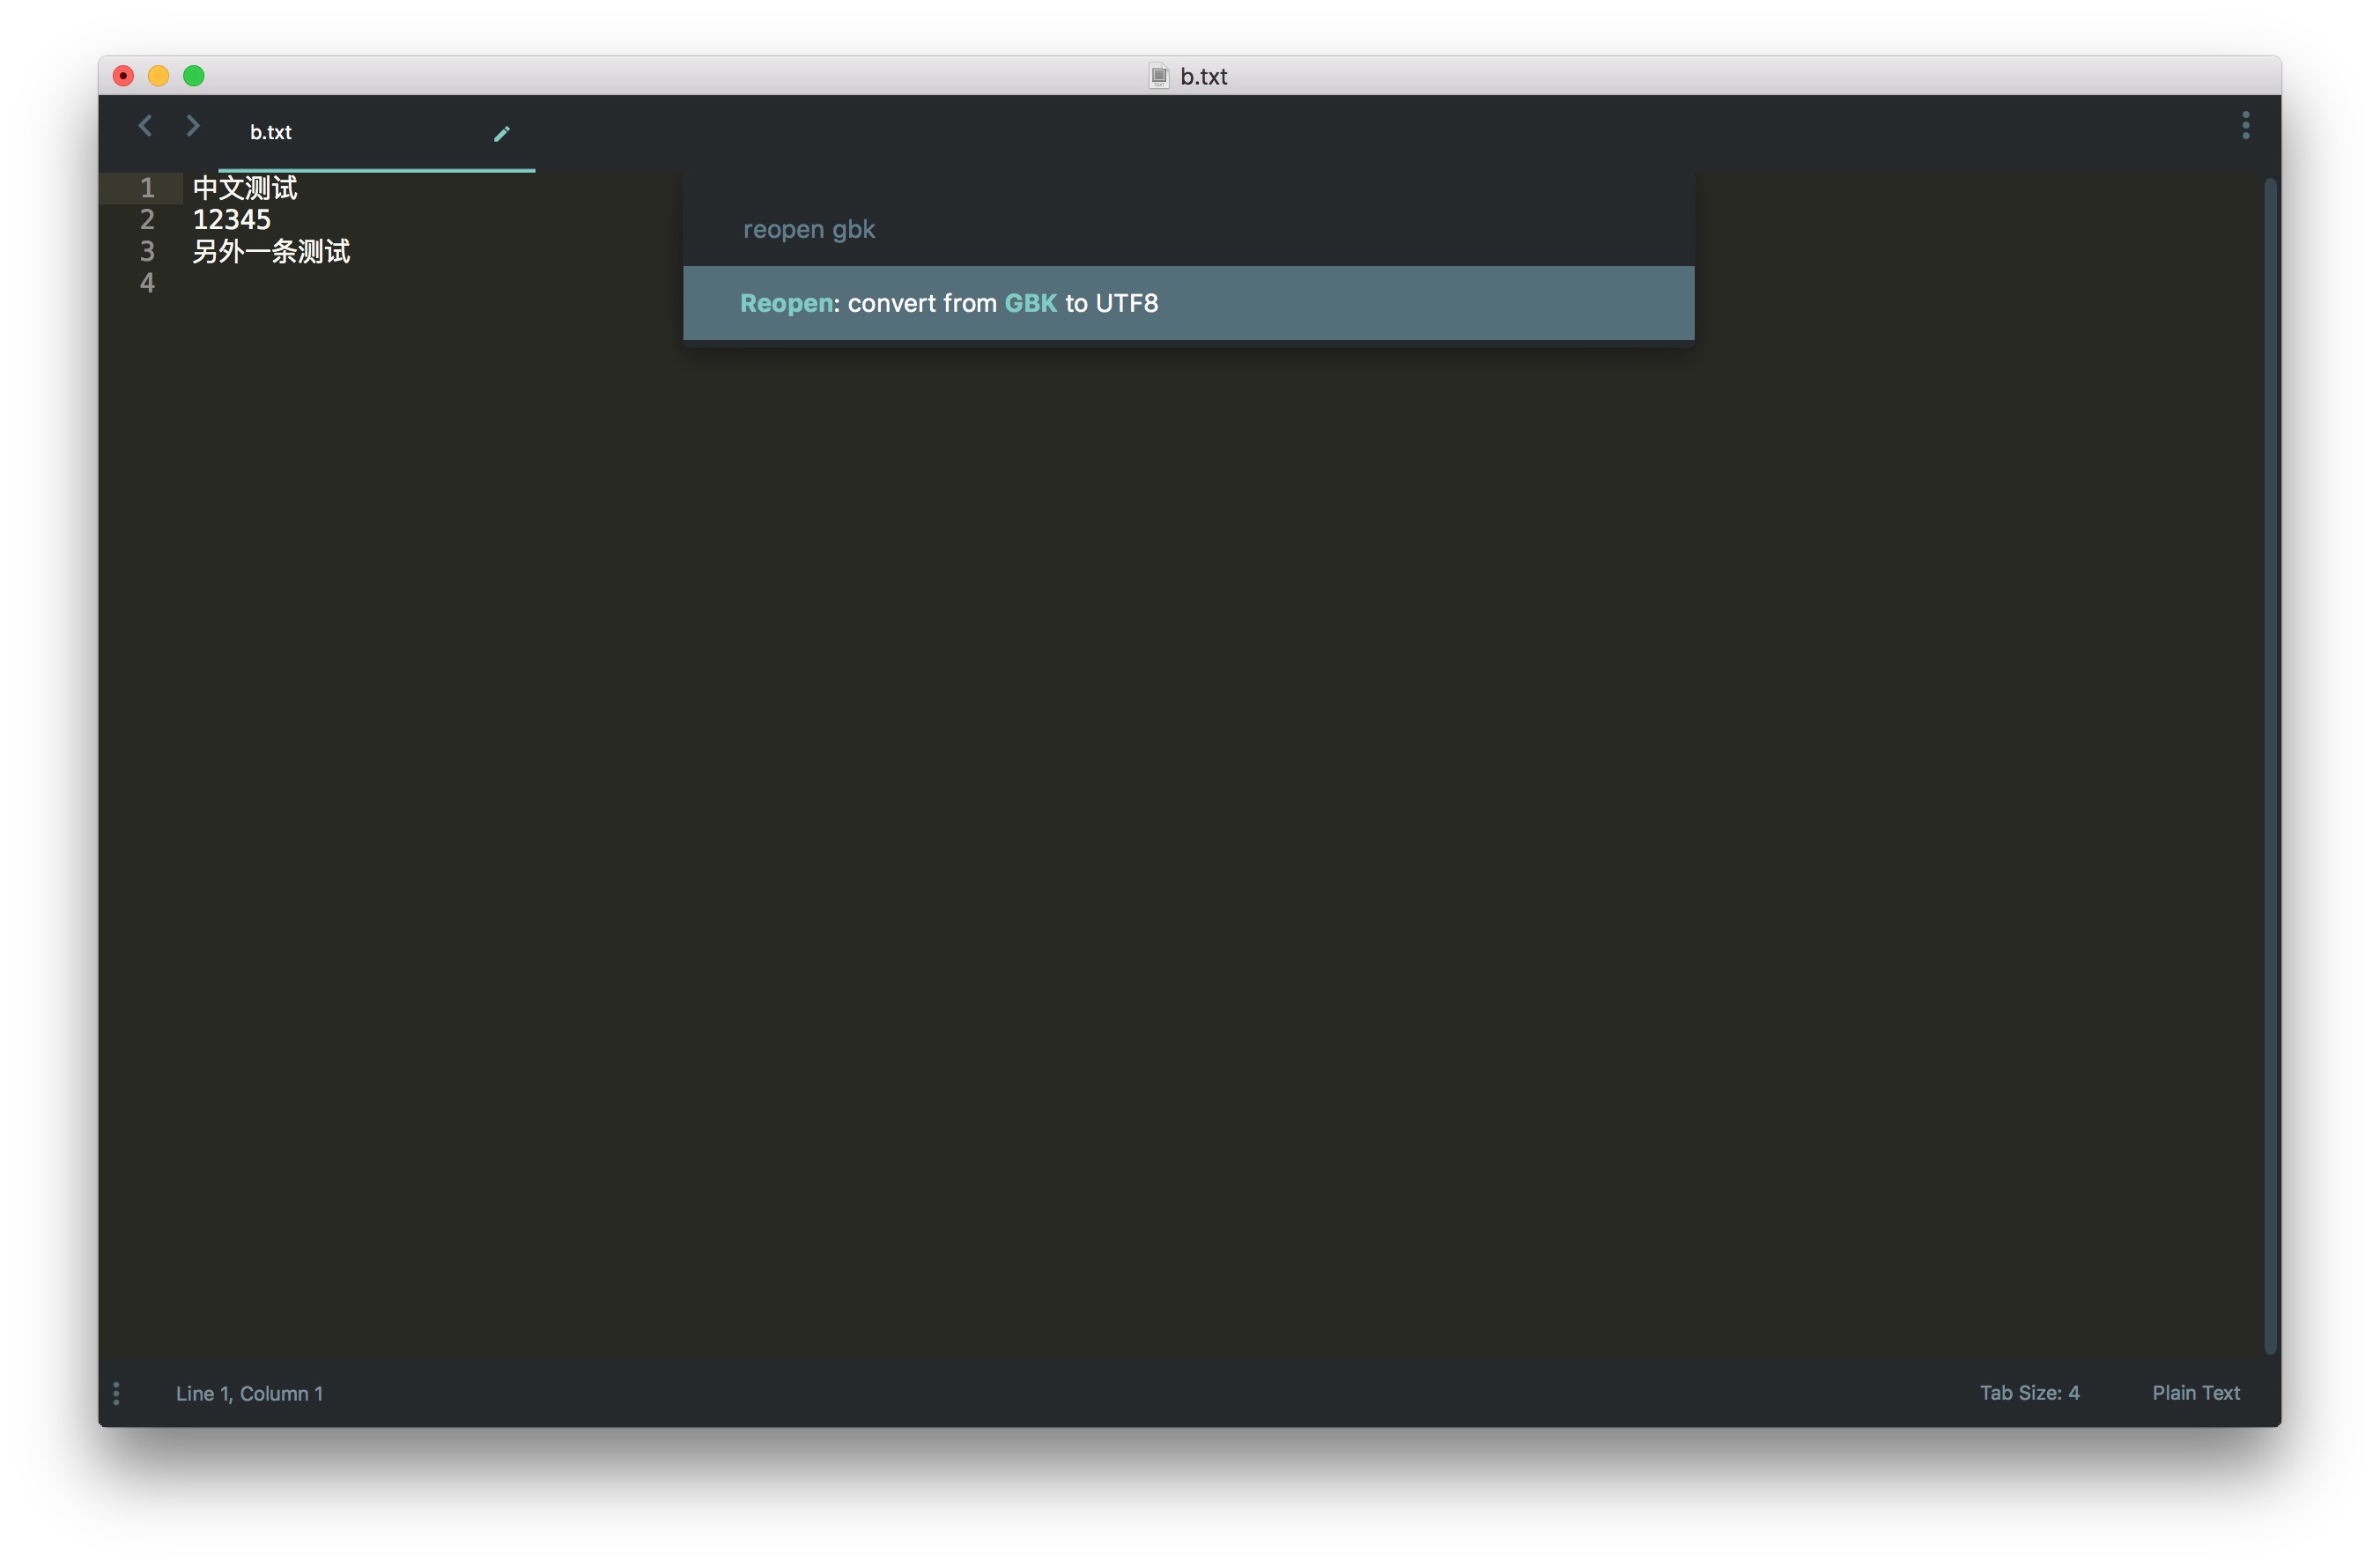 b.txt
b.txt
1 中文测试
2 12345
3 另外一条测试
4
reopen gbk
Reopen: convert from GBK to UTF8
Line 1, Column 1
Tab Size: 4
Plain Text